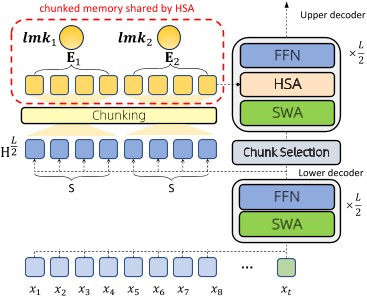 chunked memory shared by HSA
Upper decoder
lmk₁ lmk₂
E₁ E₂
FFN
HSA
SWA
×L/2
Chunking
H^{L/2}
S S
Chunk Selection
Lower decoder
FFN
SWA
×L/2
x₁ x₂ x₃ x₄ x₅ x₆ x₇ x₈ ... xₜ